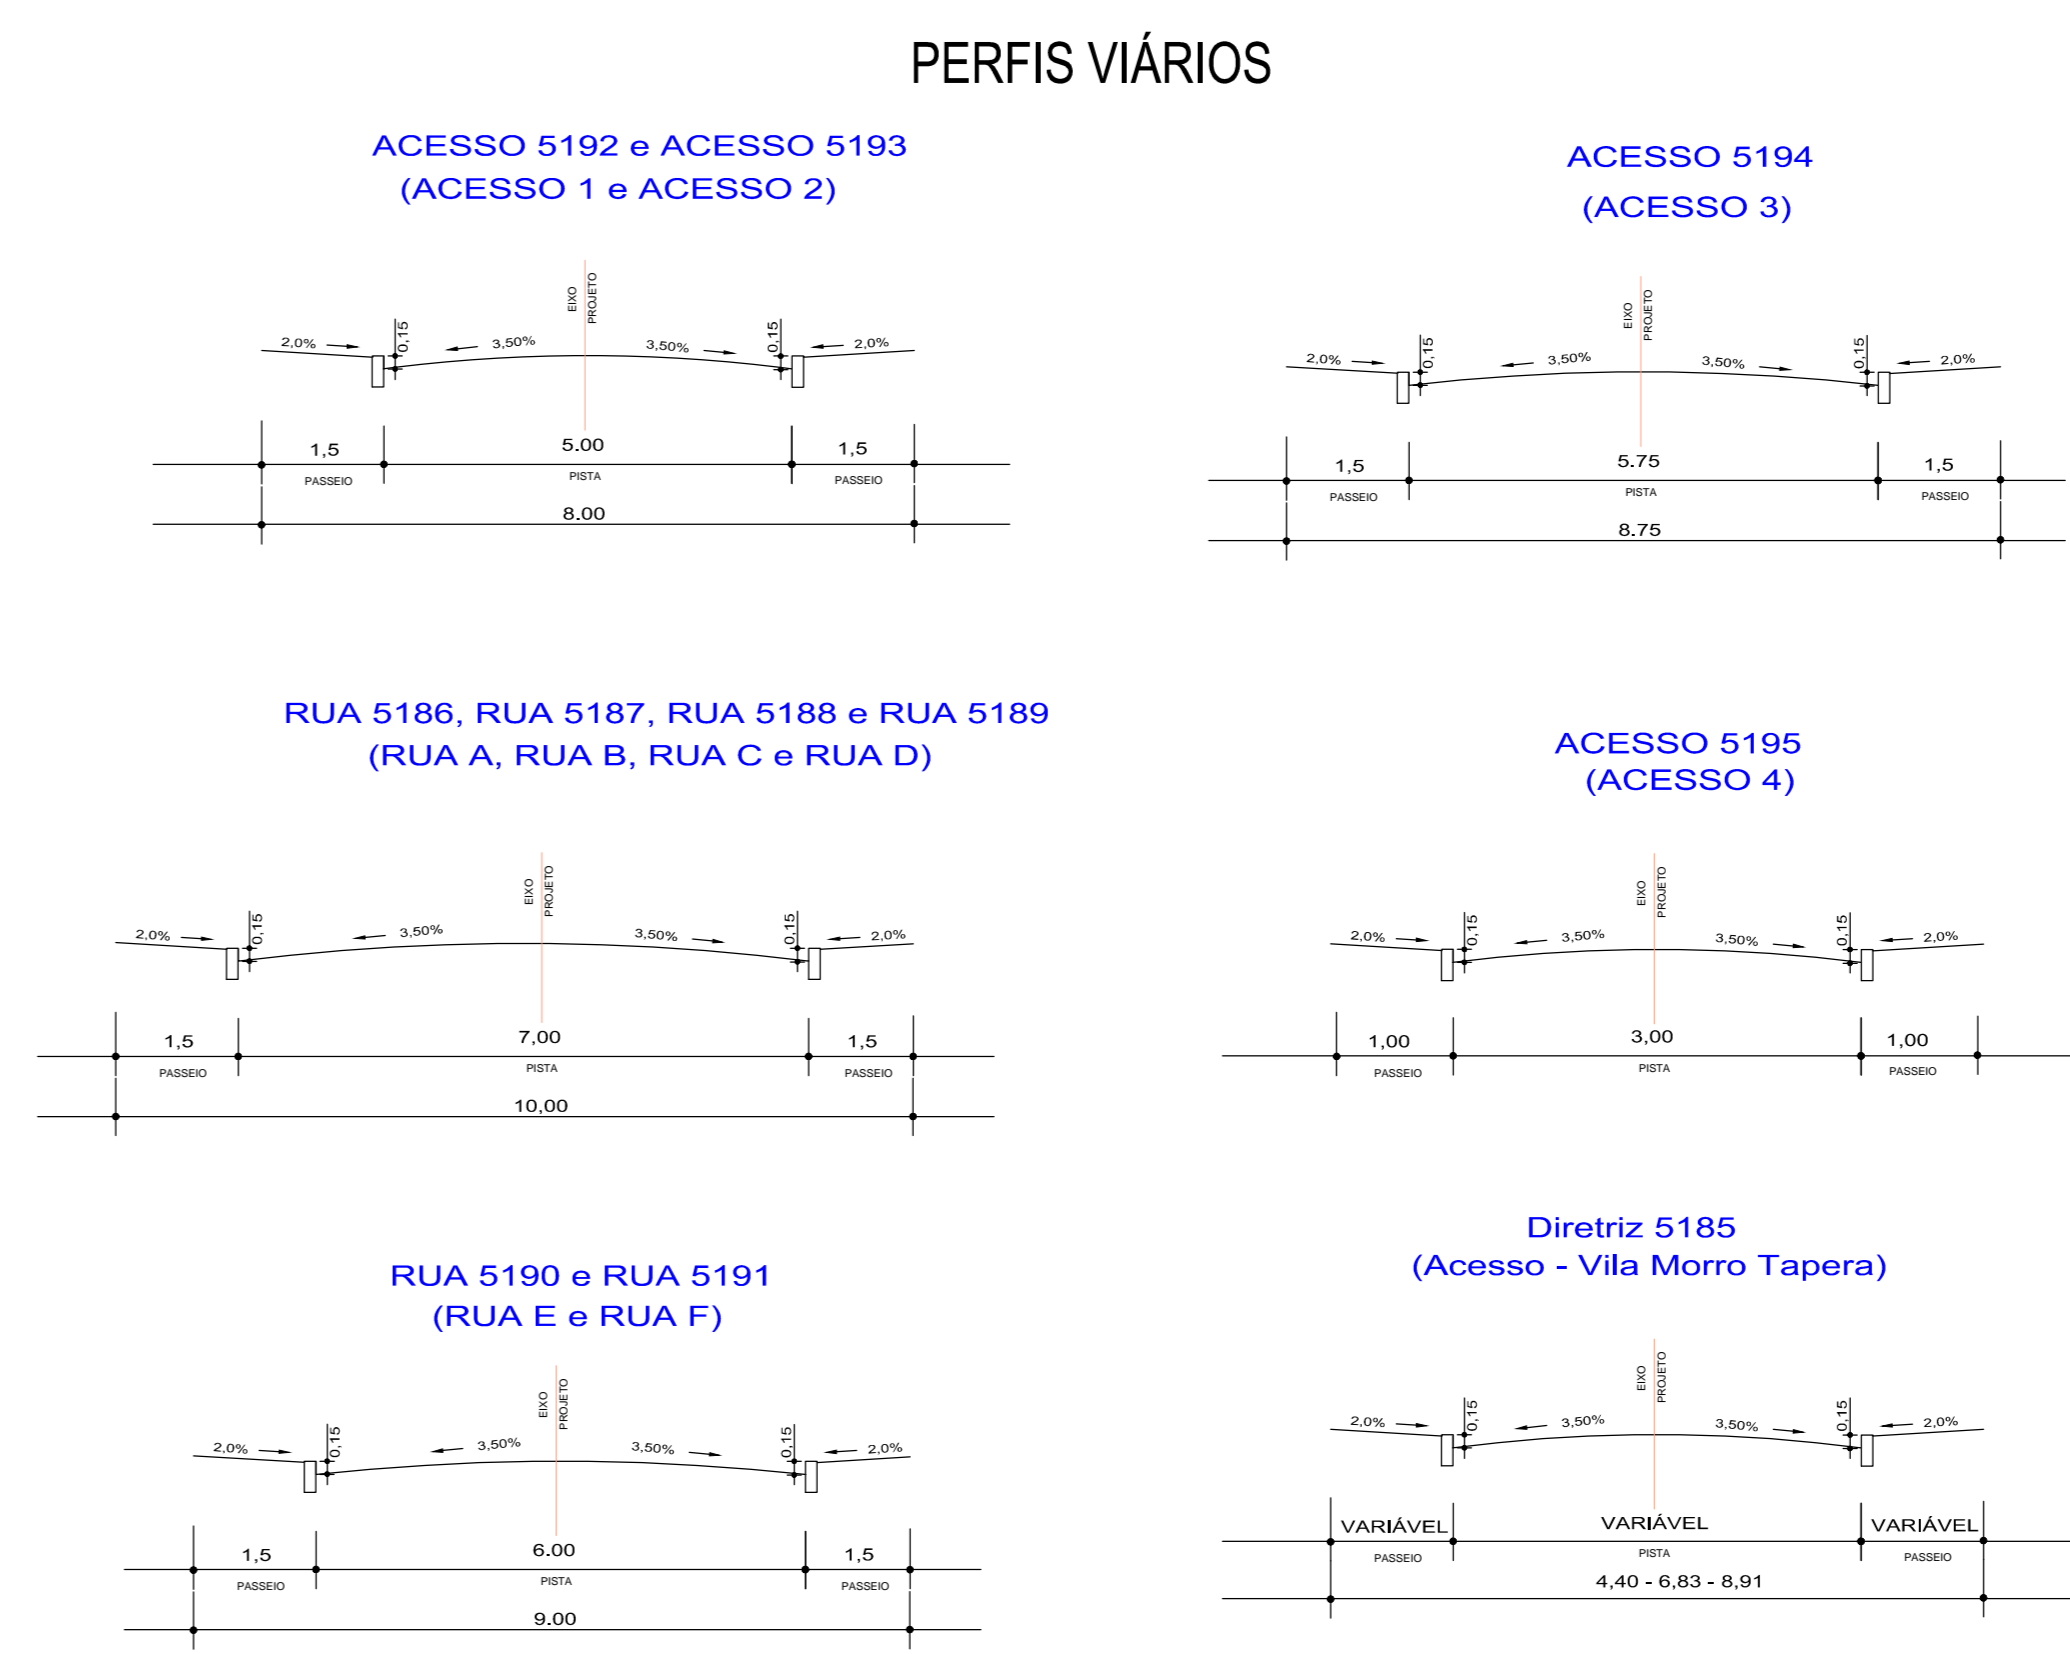 PERFIS VIÁRIOS
ACESSO 5192 e ACESSO 5193
(ACESSO 1 e ACESSO 2)
EIXO
PROJETO
2,0%
0,15
3,50%
3,50%
0,15
2,0%
1,5
5.00
1,5
PASSEIO
PISTA
PASSEIO
8.00
ACESSO 5194
(ACESSO 3)
EIXO
PROJETO
2,0%
0,15
3,50%
3,50%
0,15
2,0%
1,5
5.75
1,5
PASSEIO
PISTA
PASSEIO
8.75
RUA 5186, RUA 5187, RUA 5188 e RUA 5189
(RUA A, RUA B, RUA C e RUA D)
EIXO
PROJETO
2,0%
0,15
3,50%
3,50%
0,15
2,0%
1,5
7,00
1,5
PASSEIO
PISTA
PASSEIO
10,00
ACESSO 5195
(ACESSO 4)
EIXO
PROJETO
2,0%
0,15
3,50%
3,50%
0,15
2,0%
1,00
3,00
1,00
PASSEIO
PISTA
PASSEIO
RUA 5190 e RUA 5191
(RUA E e RUA F)
EIXO
PROJETO
2,0%
0,15
3,50%
3,50%
0,15
2,0%
1,5
6.00
1,5
PASSEIO
PISTA
PASSEIO
9.00
Diretriz 5185
(Acesso - Vila Morro Tapera)
EIXO
PROJETO
2,0%
0,15
3,50%
3,50%
0,15
2,0%
VARIÁVEL
VARIÁVEL
VARIÁVEL
PASSEIO
PISTA
PASSEIO
4,40 - 6,83 - 8,91